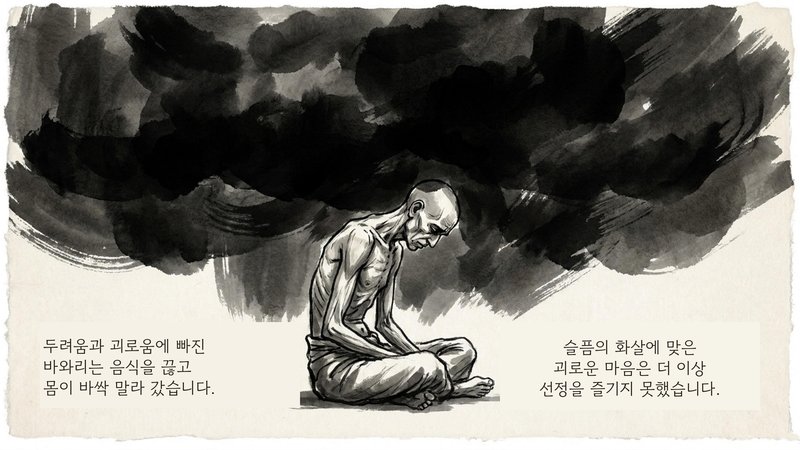 두려움과 괴로움에 빠진
바와리는 음식을 끊고
몸이 바싹 말라 갔습니다.
슬픔의 화살에 맞은
괴로운 마음은 더 이상
선정을 즐기지 못했습니다.